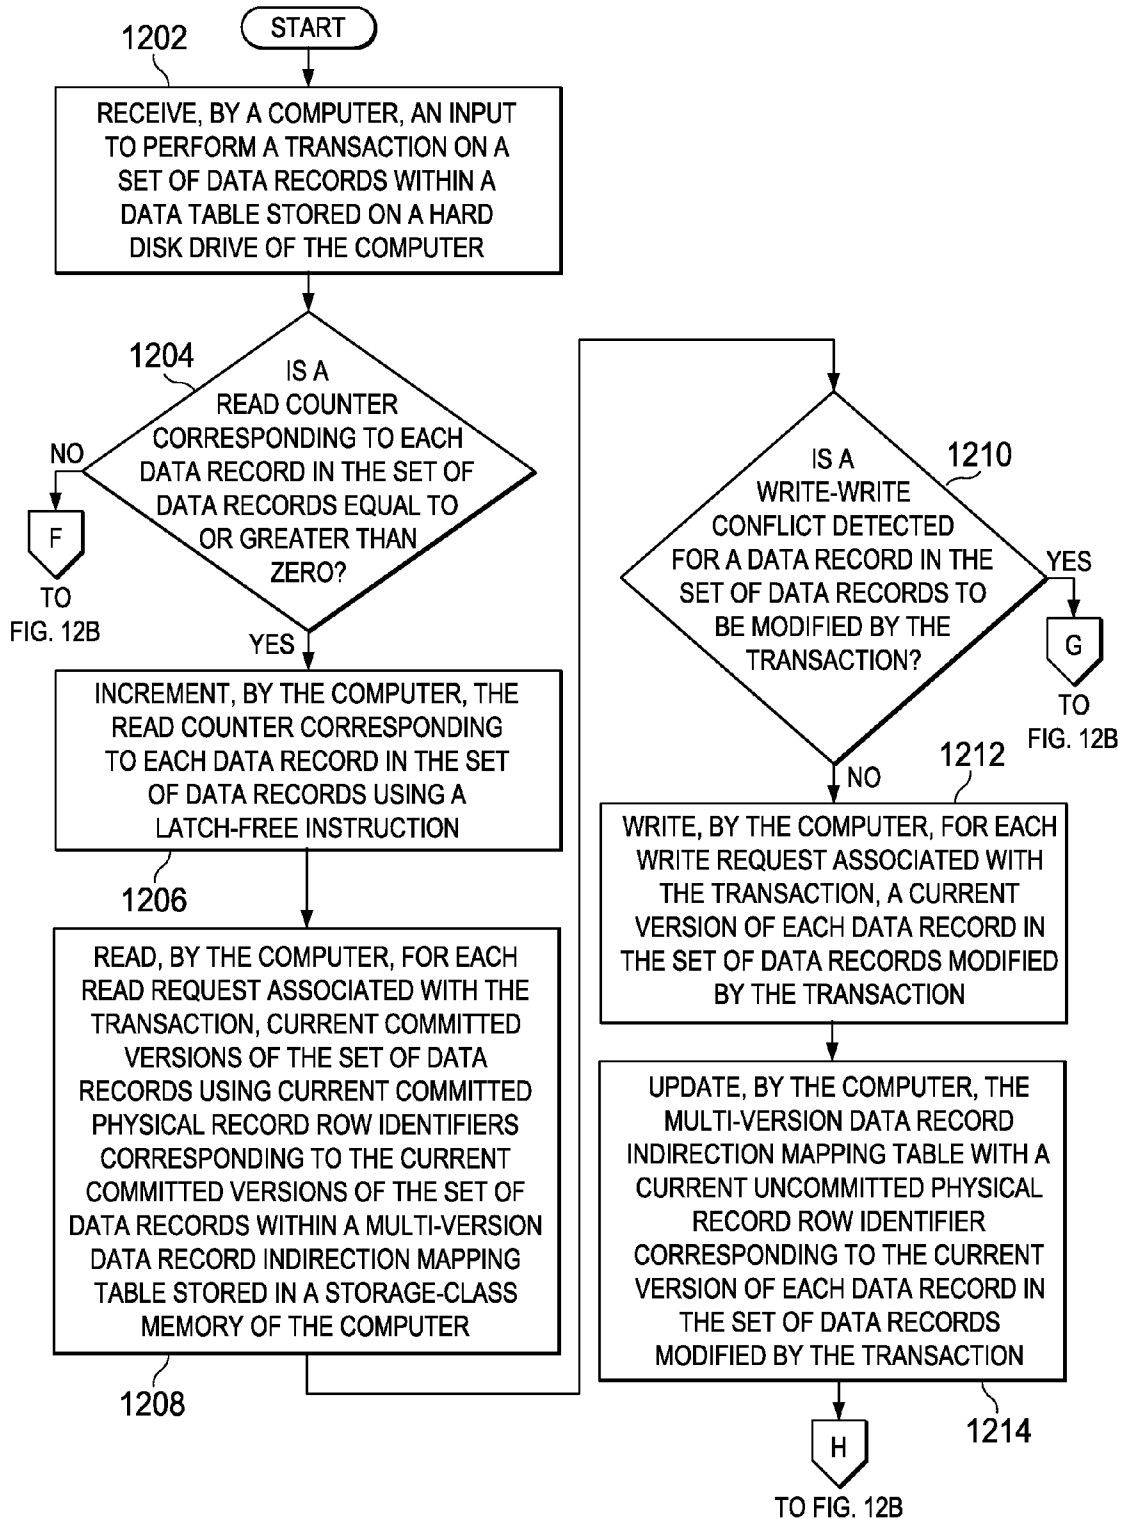 START
1202
RECEIVE, BY A COMPUTER, AN INPUT
TO PERFORM A TRANSACTION ON A
SET OF DATA RECORDS WITHIN A
DATA TABLE STORED ON A HARD
DISK DRIVE OF THE COMPUTER
1204
IS A
READ COUNTER
CORRESPONDING TO EACH
DATA RECORD IN THE SET OF
DATA RECORDS EQUAL TO
OR GREATER THAN
ZERO?
NO
F
TO
FIG. 12B
YES
INCREMENT, BY THE COMPUTER, THE
READ COUNTER CORRESPONDING
TO EACH DATA RECORD IN THE SET
OF DATA RECORDS USING A
LATCH-FREE INSTRUCTION
1206
READ, BY THE COMPUTER, FOR EACH
READ REQUEST ASSOCIATED WITH THE
TRANSACTION, CURRENT COMMITTED
VERSIONS OF THE SET OF DATA
RECORDS USING CURRENT COMMITTED
PHYSICAL RECORD ROW IDENTIFIERS
CORRESPONDING TO THE CURRENT
COMMITTED VERSIONS OF THE SET OF
DATA RECORDS WITHIN A MULTI-VERSION
DATA RECORD INDIRECTION MAPPING
TABLE STORED IN A STORAGE-CLASS
MEMORY OF THE COMPUTER
1208
1210
IS A
WRITE-WRITE
CONFLICT DETECTED
FOR A DATA RECORD IN THE
SET OF DATA RECORDS TO
BE MODIFIED BY THE
TRANSACTION?
YES
G
TO
FIG. 12B
NO
1212
WRITE, BY THE COMPUTER, FOR EACH
WRITE REQUEST ASSOCIATED WITH
THE TRANSACTION, A CURRENT
VERSION OF EACH DATA RECORD IN
THE SET OF DATA RECORDS MODIFIED
BY THE TRANSACTION
UPDATE, BY THE COMPUTER, THE
MULTI-VERSION DATA RECORD
INDIRECTION MAPPING TABLE WITH A
CURRENT UNCOMMITTED PHYSICAL
RECORD ROW IDENTIFIER
CORRESPONDING TO THE CURRENT
VERSION OF EACH DATA RECORD IN
THE SET OF DATA RECORDS
MODIFIED BY THE TRANSACTION
1214
H
TO FIG. 12B